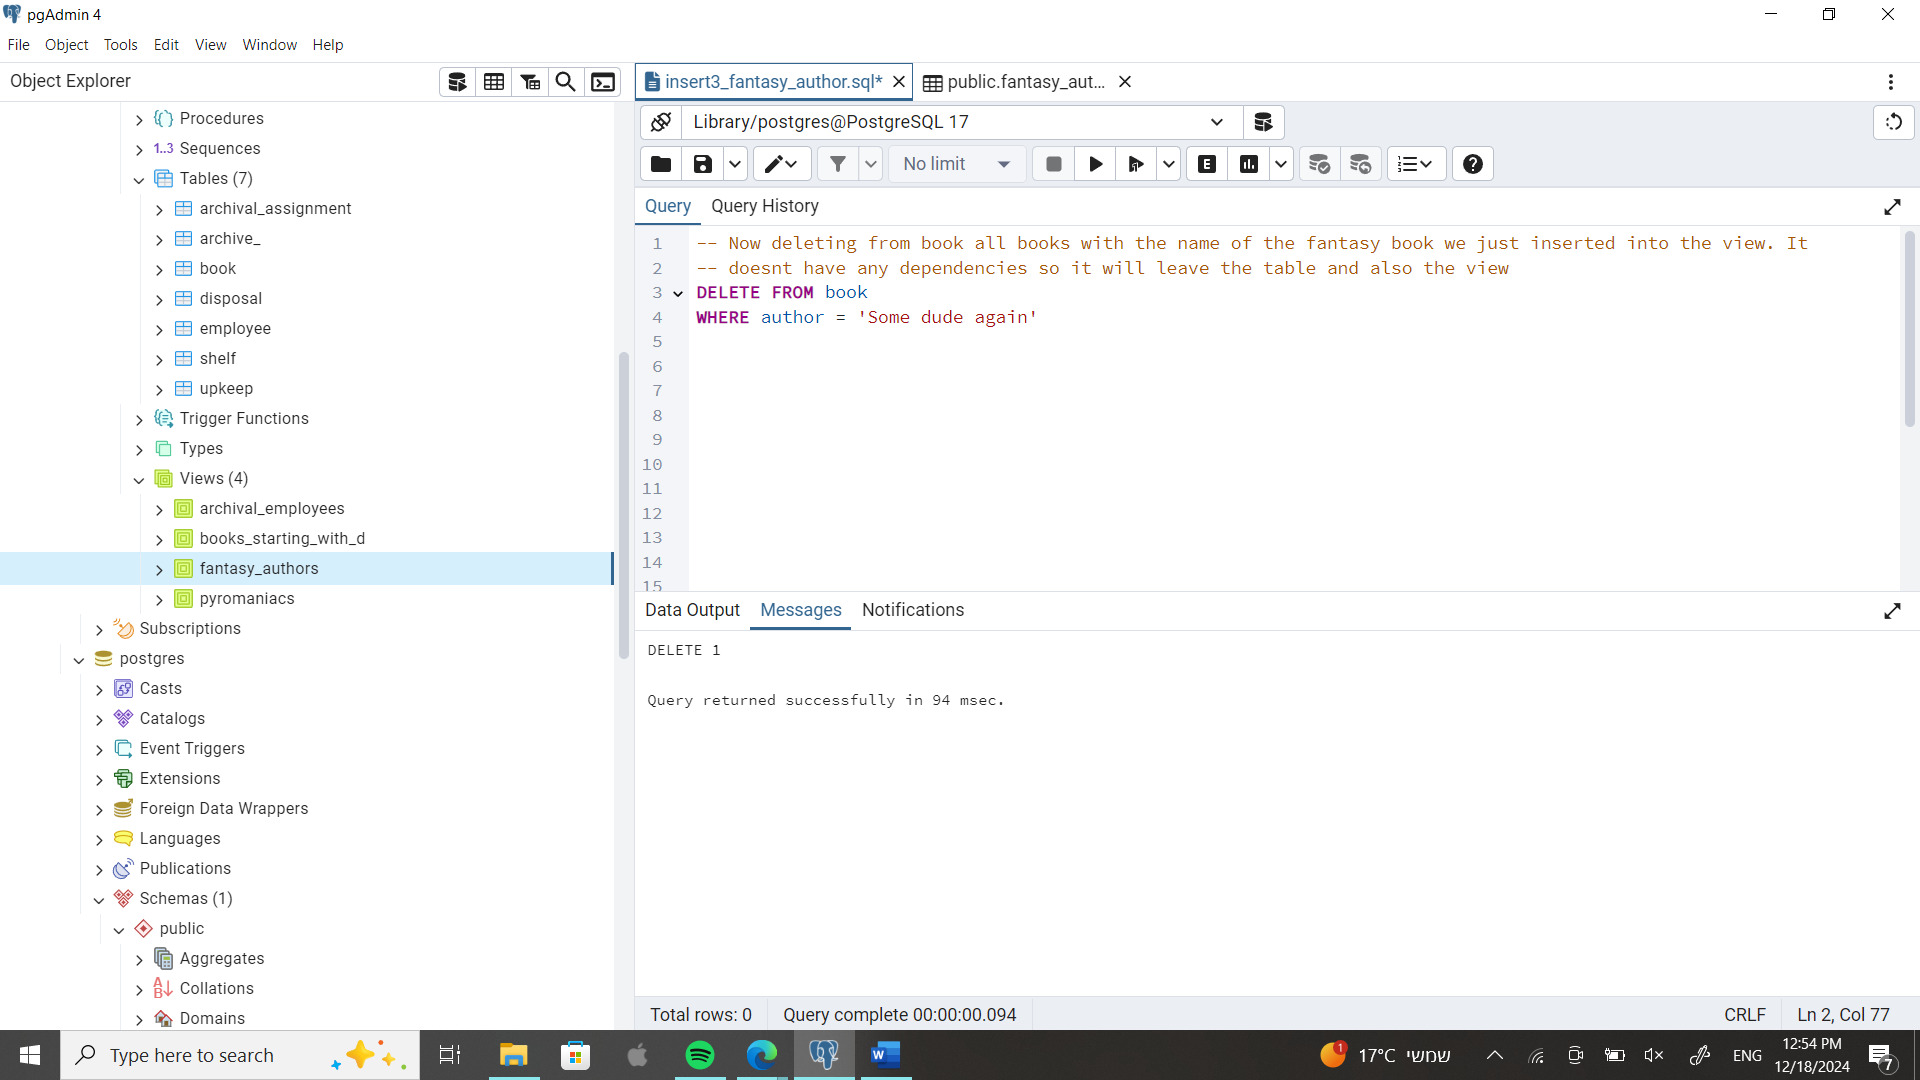 pgAdmin 4
File Object Tools Edit View Window Help
Object Explorer
Procedures
1..3 Sequences
Tables (7)
archival_assignment
archive_
book
disposal
employee
shelf
upkeep
Trigger Functions
Types
Views (4)
archival_employees
books_starting_with_d
fantasy_authors
pyromaniacs
Subscriptions
postgres
Casts
Catalogs
Event Triggers
Extensions
Foreign Data Wrappers
Languages
Publications
Schemas (1)
public
Aggregates
Collations
Domains
insert3_fantasy_author.sql*
public.fantasy_aut...
Library/postgres@PostgreSQL 17
No limit
E
Query Query History
1 -- Now deleting from book all books with the name of the fantasy book we just inserted into the view. It
2 -- doesnt have any dependencies so it will leave the table and also the view
3 DELETE FROM book
4 WHERE author = 'Some dude again'
5
6
7
8
9
10
11
12
13
14
15
Data Output Messages Notifications
DELETE 1
Query returned successfully in 94 msec.
Total rows: 0 Query complete 00:00:00.094 CRLF Ln 2, Col 77
Type here to search
1
17°C שמשי
ENG
12:54 PM
12/18/2024
7